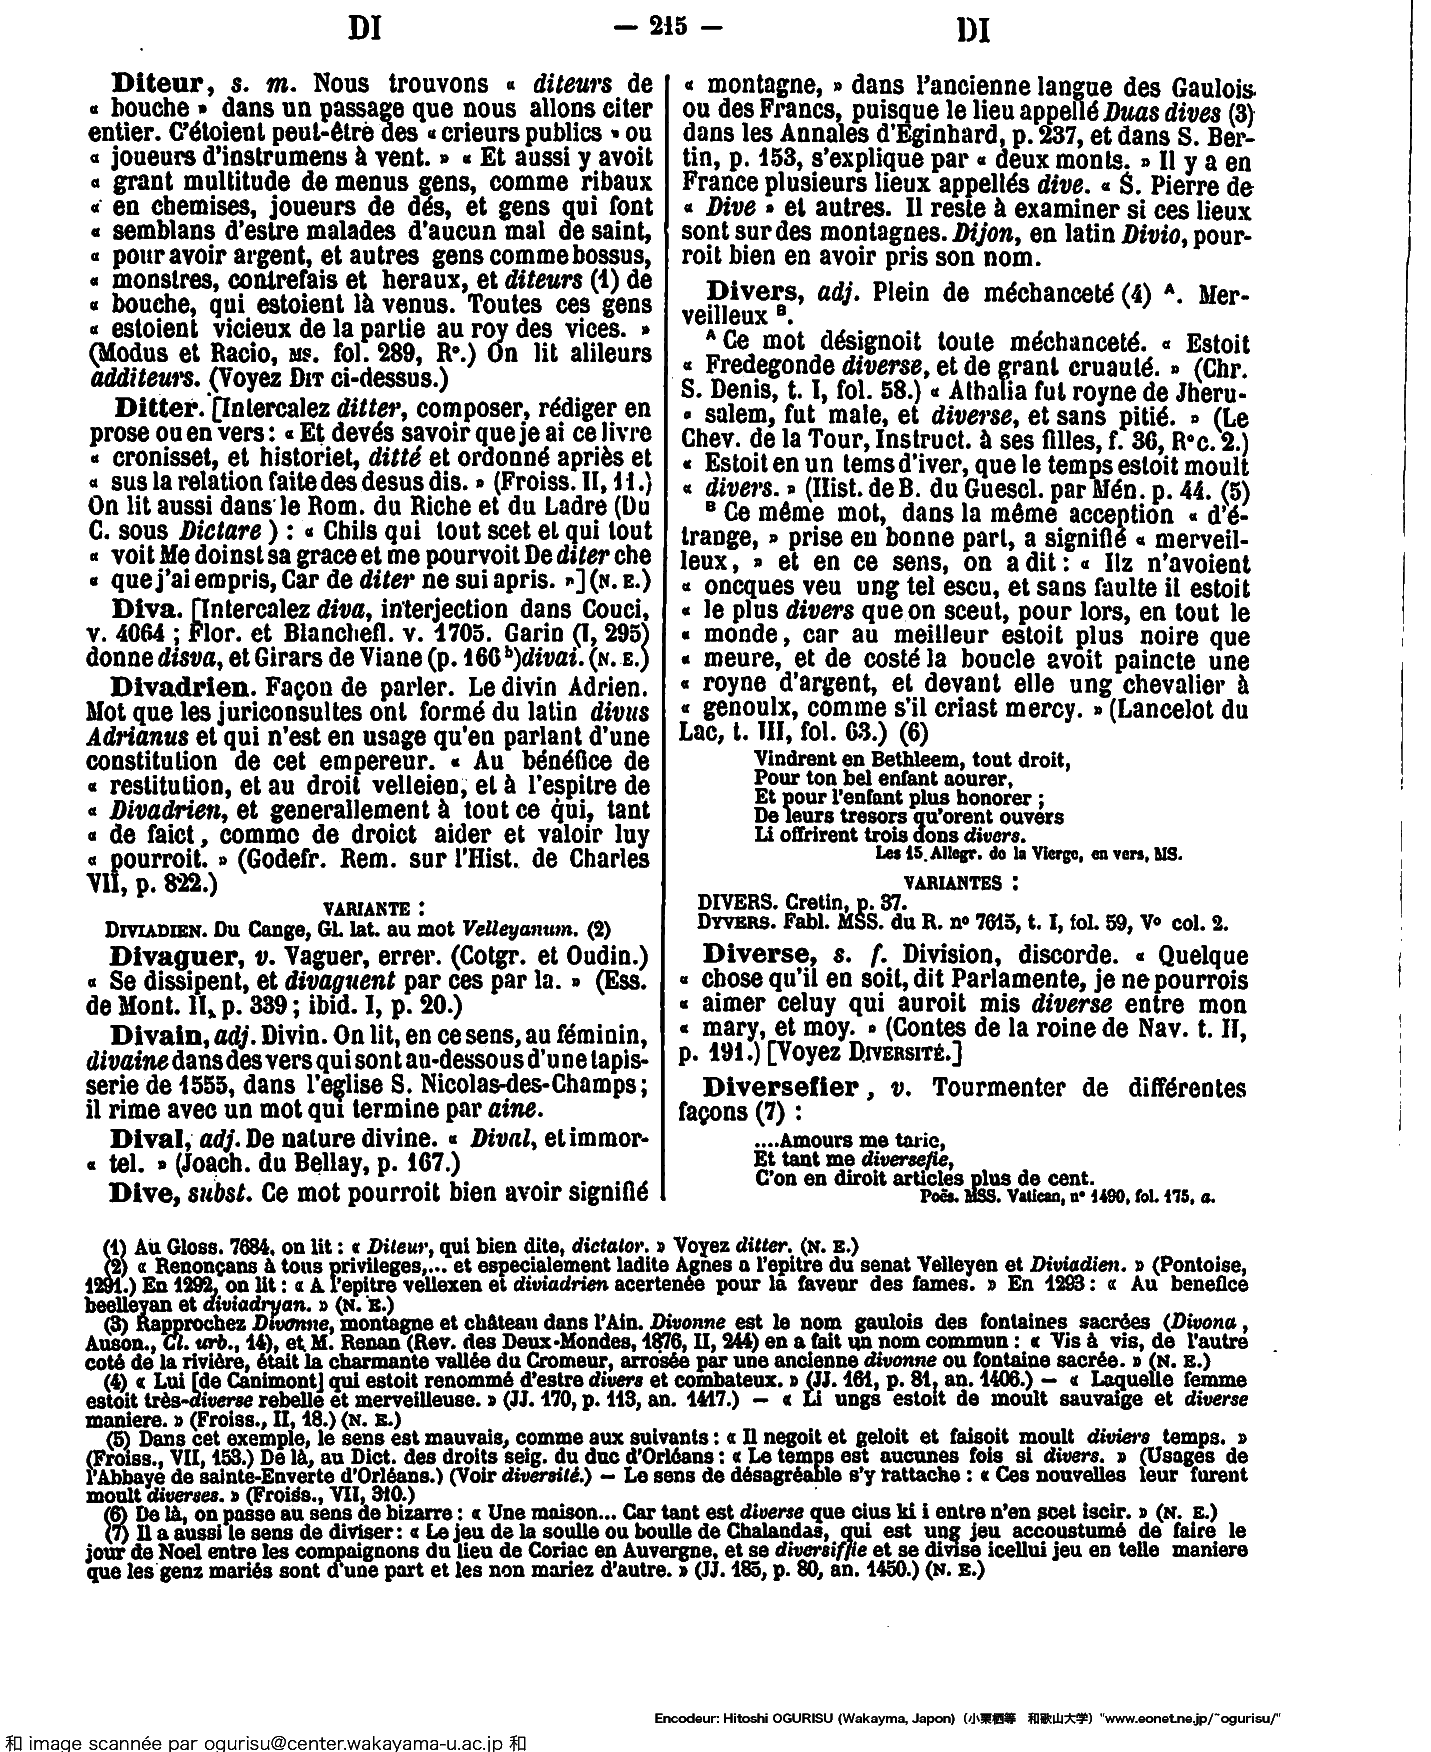 DI — 215 — DI
Diteur, s. m. Nous trouvons « diteurs de
« bouche » dans un passage que nous allons citer
entier. C'étoient peut-être des « crieurs publics » ou
« joueurs d'instrumens à vent. » « Et aussi y avoit
« grant multitude de menus gens, comme ribaux
« en chemises, joueurs de dés, et gens qui font
« semblans d'estre malades d'aucun mal de saint,
« pour avoir argent, et autres gens comme bossus,
« monstres, contrefais et heraux, et diteurs (1) de
« bouche, qui estoient là venus. Toutes ces gens
« estoient vicieux de la partie au roy des vices. »
(Modus et Racio, MS. fol. 289, R°.) On lit alileurs
additeurs. (Voyez DIT ci-dessus.)
Ditter. [Intercalez ditter, composer, rédiger en
prose ou en vers : « Et devés savoir que je ai ce livre
« cronisset, et historiet, ditté et ordonné apriès et
« sus la relation faite des desus dis. » (Froiss. II, 11.)
On lit aussi dans le Rom. du Riche et du Ladre (Du
C. sous Dictare) : « Chils qui tout scet et qui tout
« voit Me doinst sa grace et me pourvoit De diter che
« que j'ai empris, Car de diter ne sui apris. »] (N. E.)
Diva. [Intercalez diva, interjection dans Couci,
v. 4064 ; Flor. et Blanchefl. v. 1705. Garin (I, 295)
donne disva, et Girars de Viane (p. 166 b) divai. (N. E.)
Divadrien. Façon de parler. Le divin Adrien.
Mot que les juriconsultes ont formé du latin divus
Adrianus et qui n'est en usage qu'en parlant d'une
constitution de cet empereur. « Au bénéfice de
« restitution, et au droit velleien, et à l'espitre de
« Divadrien, et generallement à tout ce qui, tant
« de faict, comme de droict aider et valoir luy
« pourroit. » (Godefr. Rem. sur l'Hist. de Charles
VII, p. 822.)
VARIANTE :
DIVIADIEN. Du Cange, Gl. lat. au mot Velleyanum. (2)
Divaguer, v. Vaguer, errer. (Cotgr. et Oudin.)
« Se dissipent, et divaguent par ces par la. » (Ess.
de Mont. II, p. 339 ; ibid. I, p. 20.)
Divain, adj. Divin. On lit, en ce sens, au féminin,
divaine dans des vers qui sont au-dessous d'une tapis-
serie de 1555, dans l'eglise S. Nicolas-des-Champs ;
il rime avec un mot qui termine par aine.
Dival, adj. De nature divine. « Dival, et immor-
« tel. » (Joach. du Bellay, p. 167.)
Dive, subst. Ce mot pourroit bien avoir signifié
« montagne, » dans l'ancienne langue des Gaulois
ou des Francs, puisque le lieu appellé Duas dives (3)
dans les Annales d'Eginhard, p. 237, et dans S. Ber-
tin, p. 153, s'explique par « deux monts. » Il y a en
France plusieurs lieux appellés dive. « S. Pierre de
« Dive » et autres. Il reste à examiner si ces lieux
sont sur des montagnes. Dijon, en latin Divio, pour-
roit bien en avoir pris son nom.
Divers, adj. Plein de méchanceté (4) A. Mer-
veilleux B.
A Ce mot désignoit toute méchanceté. « Estoit
« Fredegonde diverse, et de grant cruauté. » (Chr.
S. Denis, t. I, fol. 58.) « Athalia fut royne de Jheru-
« salem, fut male, et diverse, et sans pitié. » (Le
Chev. de la Tour, Instruct. à ses filles, f. 36, R° c. 2.)
« Estoit en un tems d'iver, que le temps estoit moult
« divers. » (Hist. de B. du Guescl. par Mén. p. 44. (5)
B Ce même mot, dans la même acception « d'é-
trange, » prise en bonne part, a signifié « merveil-
leux, » et en ce sens, on a dit : « Ilz n'avoient
« oncques veu ung tel escu, et sans faulte il estoit
« le plus divers que on sceut, pour lors, en tout le
« monde, car au meilleur estoit plus noire que
« meure, et de costé la boucle avoit paincte une
« royne d'argent, et devant elle ung chevalier à
« genoulx, comme s'il criast mercy. » (Lancelot du
Lac, t. III, fol. 63.) (6)
Vindrent en Bethleem, tout droit,
Pour ton bel enfant aourer,
Et pour l'enfant plus honorer ;
De leurs tresors qu'orent ouvers
Li offrirent trois dons divers.
Les 15 Allegr. de la Vierge, en vers, MS.
VARIANTES :
DIVERS. Cretin, p. 37.
DYVERS. Fabl. MSS. du R. n° 7615, t. I, fol. 59, V° col. 2.
Diverse, s. f. Division, discorde. « Quelque
« chose qu'il en soit, dit Parlamente, je ne pourrois
« aimer celuy qui auroit mis diverse entre mon
« mary, et moy. » (Contes de la roine de Nav. t. II,
p. 191.) [Voyez DIVERSITÉ.]
Diversefier, v. Tourmenter de différentes
façons (7) :
....Amours me tarie,
Et tant me diversefie,
C'on en diroit articles plus de cent.
Poës. MSS. Vatican, n° 1490, fol. 175, a.
(1) Au Gloss. 7684, on lit : « Diteur, qui bien dite, dictator. » Voyez ditter. (N. E.)
(2) « Renonçans à tous privileges,... et especialement ladite Agnes a l'epitre du senat Velleyen et Diviadien. » (Pontoise,
1291.) En 1292, on lit : « A l'epitre vellexen et diviadrien acertenée pour la faveur des fames. » En 1293 : « Au benefice
beelleyan et diviadryan. » (N. E.)
(3) Rapprochez Divonne, montagne et château dans l'Ain. Divonne est le nom gaulois des fontaines sacrées (Divona,
Auson., Cl. urb., 14), et M. Renan (Rev. des Deux-Mondes, 1876, II, 244) en a fait un nom commun : « Vis à vis, de l'autre
coté de la rivière, était la charmante vallée du Cromeur, arrosée par une ancienne divonne ou fontaine sacrée. » (N. E.)
(4) « Lui [de Canimont] qui estoit renommé d'estre divers et combateux. » (JJ. 161, p. 81, an. 1406.) — « Laquelle femme
estoit très-diverse rebelle et merveilleuse. » (JJ. 170, p. 113, an. 1417.) — « Li ungs estoit de moult sauvaige et diverse
maniere. » (Froiss., II, 18.) (N. E.)
(5) Dans cet exemple, le sens est mauvais, comme aux suivants : « Il negoit et geloit et faisoit moult diviers temps. »
(Froiss., VII, 153.) De là, au Dict. des droits seig. du duc d'Orléans : « Le temps est aucunes fois si divers. » (Usages de
l'Abbaye de sainte-Enverte d'Orléans.) (Voir diversité.) — Le sens de désagréable s'y rattache : « Ces nouvelles leur furent
moult diverses. » (Froiss., VII, 310.)
(6) De là, on passe au sens de bizarre : « Une maison... Car tant est diverse que cius ki i entre n'en scet iscir. » (N. E.)
(7) Il a aussi le sens de diviser : « Le jeu de la soulle ou boulle de Chalandas, qui est ung jeu accoustumé de faire le
jour de Noel entre les compaignons du lieu de Coriac en Auvergne, et se diversiffie et se divise icellui jeu en telle maniere
que les genz mariés sont d'une part et les non mariez d'autre. » (JJ. 185, p. 80, an. 1450.) (N. E.)
Encodeur: Hitoshi OGURISU (Wakayma, Japon) (小栗栖等 和歌山大学) "www.eonet.ne.jp/~ogurisu/"
和 image scannée par ogurisu@center.wakayama-u.ac.jp 和